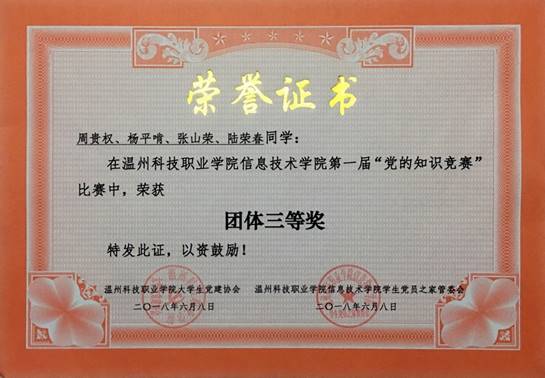 荣誉证书
周贵权、杨平啃、张山荣、陆荣春同学：
在温州科技职业学院信息技术学院第一届“党的知识竞赛”
比赛中，荣获
团体三等奖
特发此证，以资鼓励！
温州科技职业学院大学生党建协会 温州科技职业学院信息技术学院学生党员之家管委会
二〇一八年六月八日 二〇一八年六月八日